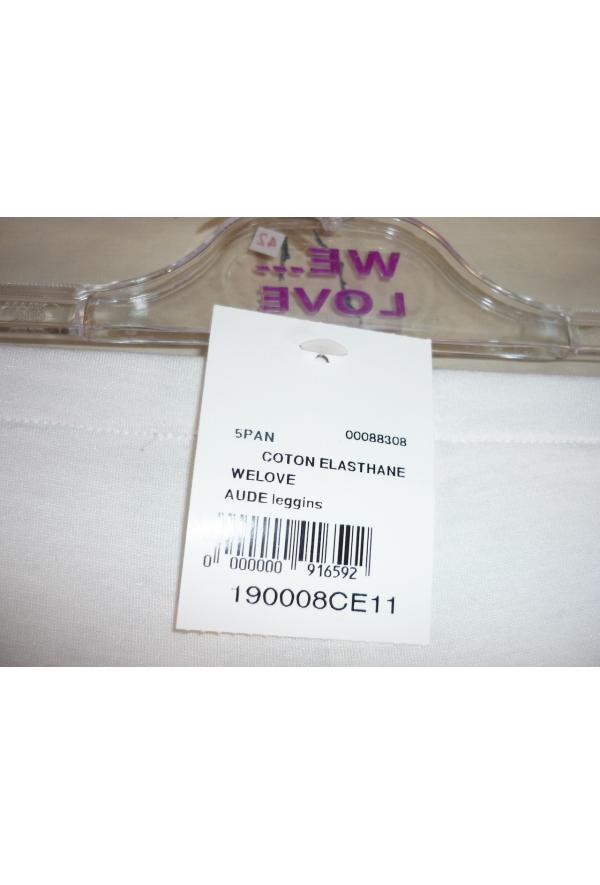 42
WE...
LOVE
5PAN 00088308
COTON ELASTHANE
WELOVE
AUDE leggins
0 000000 916592
190008CE11